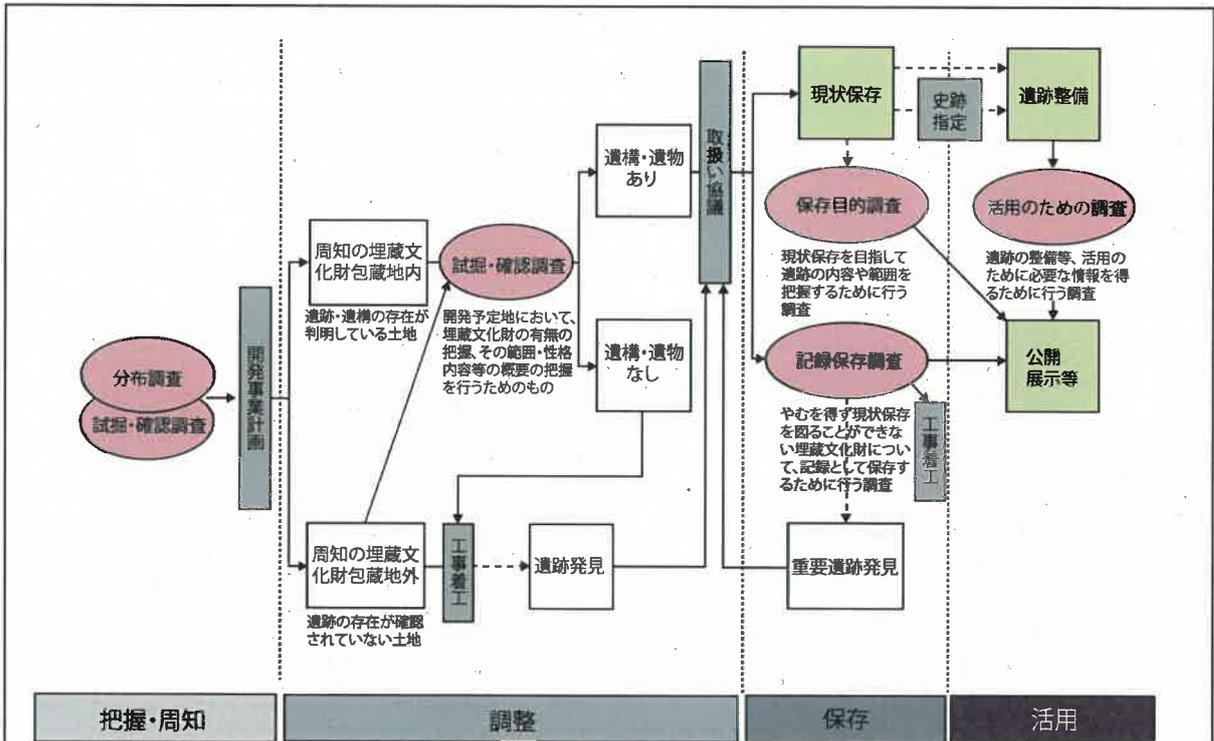 分布調査
試掘・確認調査
開発事業計画
周知の埋蔵文
化財包蔵地内
遺跡・遺構の存在が
判明している土地
周知の埋蔵文
化財包蔵地外
遺跡の存在が確認
されていない土地
試掘・確認調査
開発予定地において、
埋蔵文化財の有無の
把握、その範囲・性格
内容等の概要の把握
を行うためのもの
工事着工
遺構・遺物
あり
遺構・遺物
なし
遺跡発見
取扱い協議
現状保存
史跡
指定
保存目的調査
現状保存を目指して
遺跡の内容や範囲を
把握するために行う
調査
記録保存調査
やむを得ず現状保存
を図ることができな
い埋蔵文化財につい
て、記録として保存す
るために行う調査
工事着工
重要遺跡発見
遺跡整備
活用のための調査
遺跡の整備等、活用の
ために必要な情報を得
るために行う調査
公開
展示等
把握・周知
調整
保存
活用